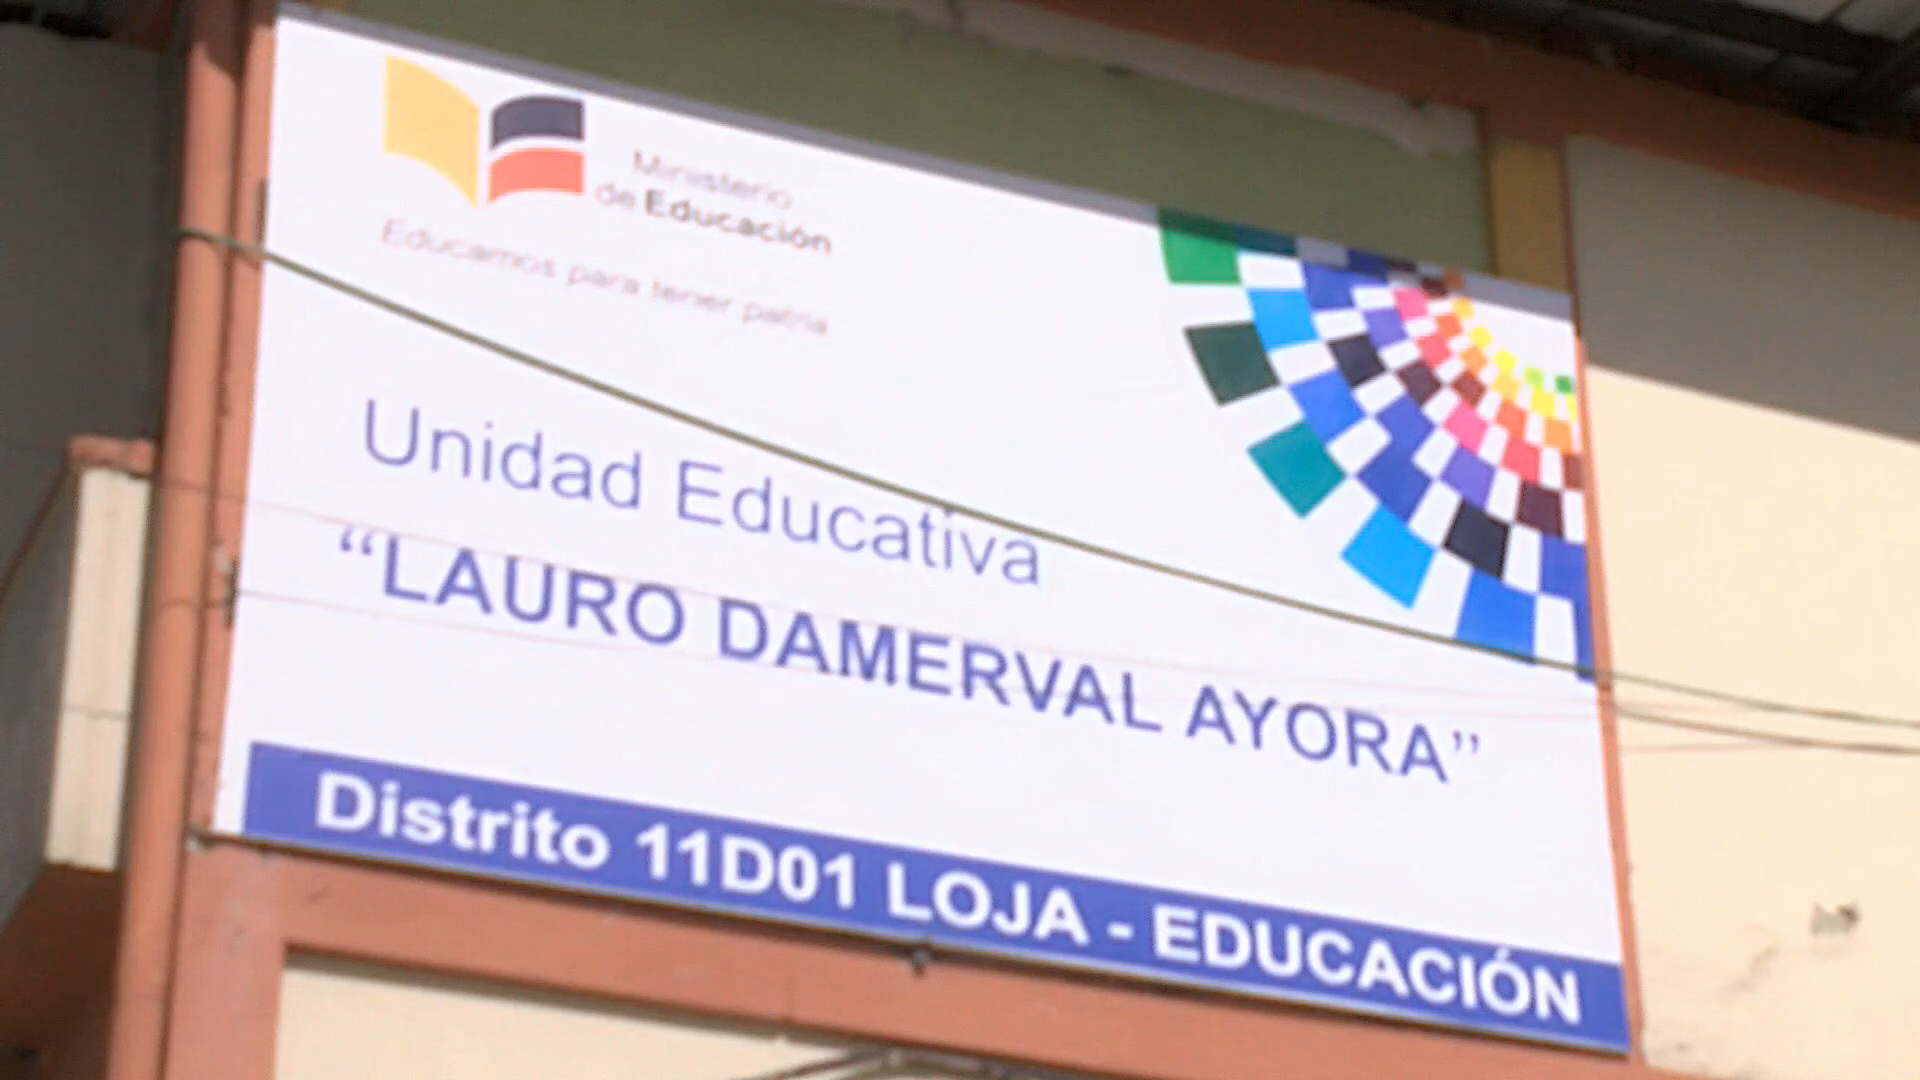 Ministerio
de Educación
Educamos para tener patria
Unidad Educativa
“LAURO DAMERVAL AYORA”
Distrito 11D01 LOJA - EDUCACIÓN